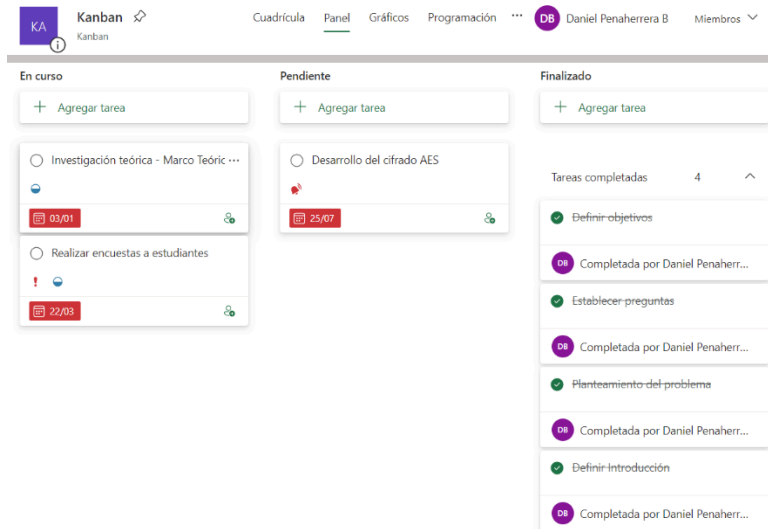 KA
Kanban
Kanban
Cuadrícula Panel Gráficos Programación ... DB Daniel Penaherrera B Miembros
En curso
+ Agregar tarea
Investigación teórica - Marco Teóric ...
03/01
Realizar encuestas a estudiantes
22/03
Pendiente
+ Agregar tarea
Desarrollo del cifrado AES
25/07
Finalizado
+ Agregar tarea
Tareas completadas 4
Definir objetivos
DB Completada por Daniel Penaherr...
Establecer preguntas
DB Completada por Daniel Penaherr...
Planteamiento del problema
DB Completada por Daniel Penaherr...
Definir Introducción
DB Completada por Daniel Penaherr...